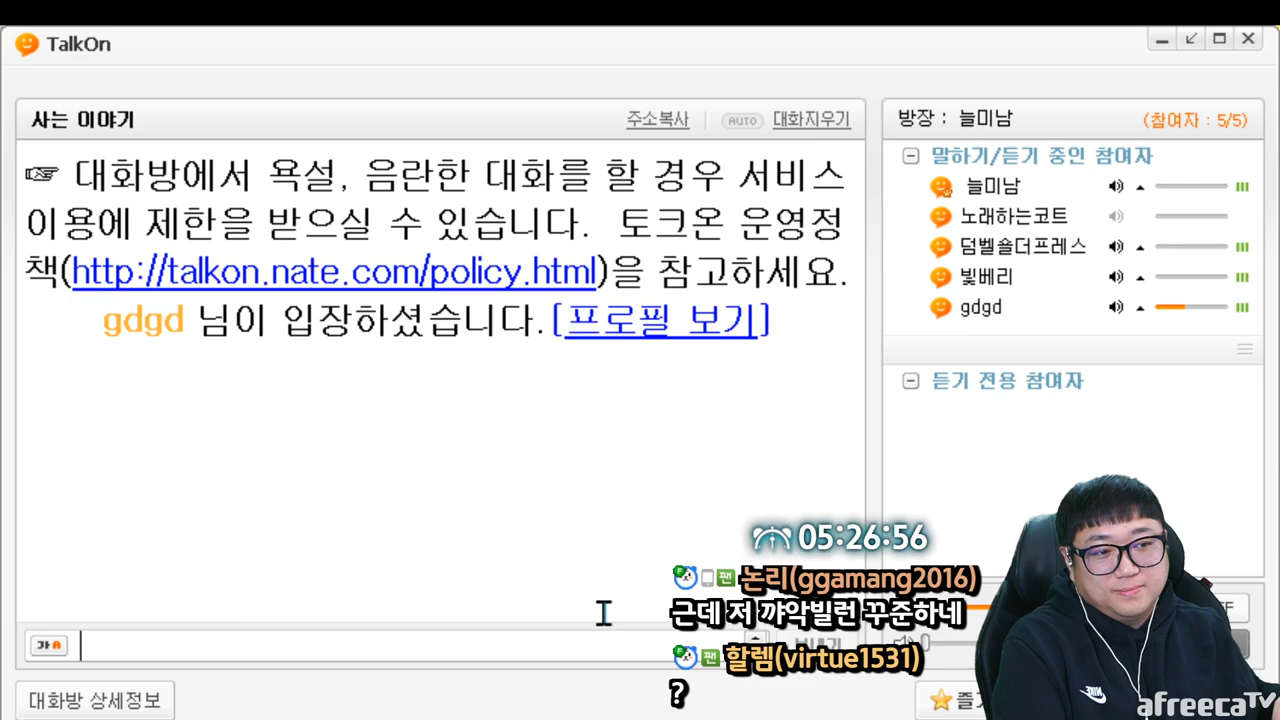 TalkOn
사는 이야기
주소복사
AUTO
대화지우기
☞ 대화방에서 욕설, 음란한 대화를 할 경우 서비스
이용에 제한을 받으실 수 있습니다. 토크온 운영정
책(http://talkon.nate.com/policy.html)을 참고하세요.
gdgd 님이 입장하셨습니다.[프로필 보기]
가
대화방 상세정보
방장 : 늘미남
(참여자 : 5/5)
말하기/듣기 중인 참여자
늘미남
노래하는코트
덤벨숄더프레스
빛베리
gdgd
듣기 전용 참여자
05:26:56
F 팬 논리(ggamang2016)
근데 저 꺄악빌런 꾸준하네
F 팬 할렘(virtue1531)
?
afreecaTV